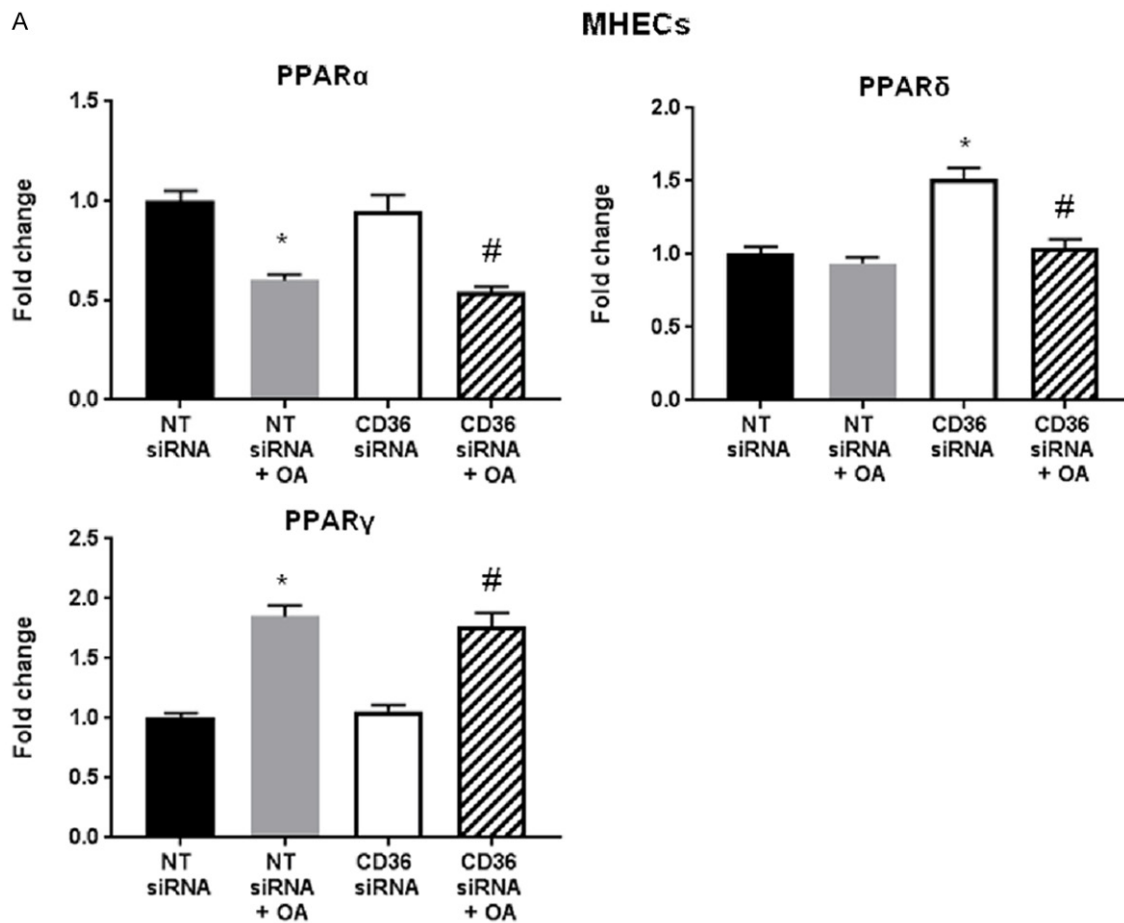 A
MHECs
PPARα
Fold change
1.5
1.0
0.5
0.0
*
#
NT siRNA
NT siRNA + OA
CD36 siRNA
CD36 siRNA + OA
PPARδ
Fold change
2.0
1.5
1.0
0.5
0.0
*
#
NT siRNA
NT siRNA + OA
CD36 siRNA
CD36 siRNA + OA
PPARγ
Fold change
2.5
2.0
1.5
1.0
0.5
0.0
*
#
NT siRNA
NT siRNA + OA
CD36 siRNA
CD36 siRNA + OA